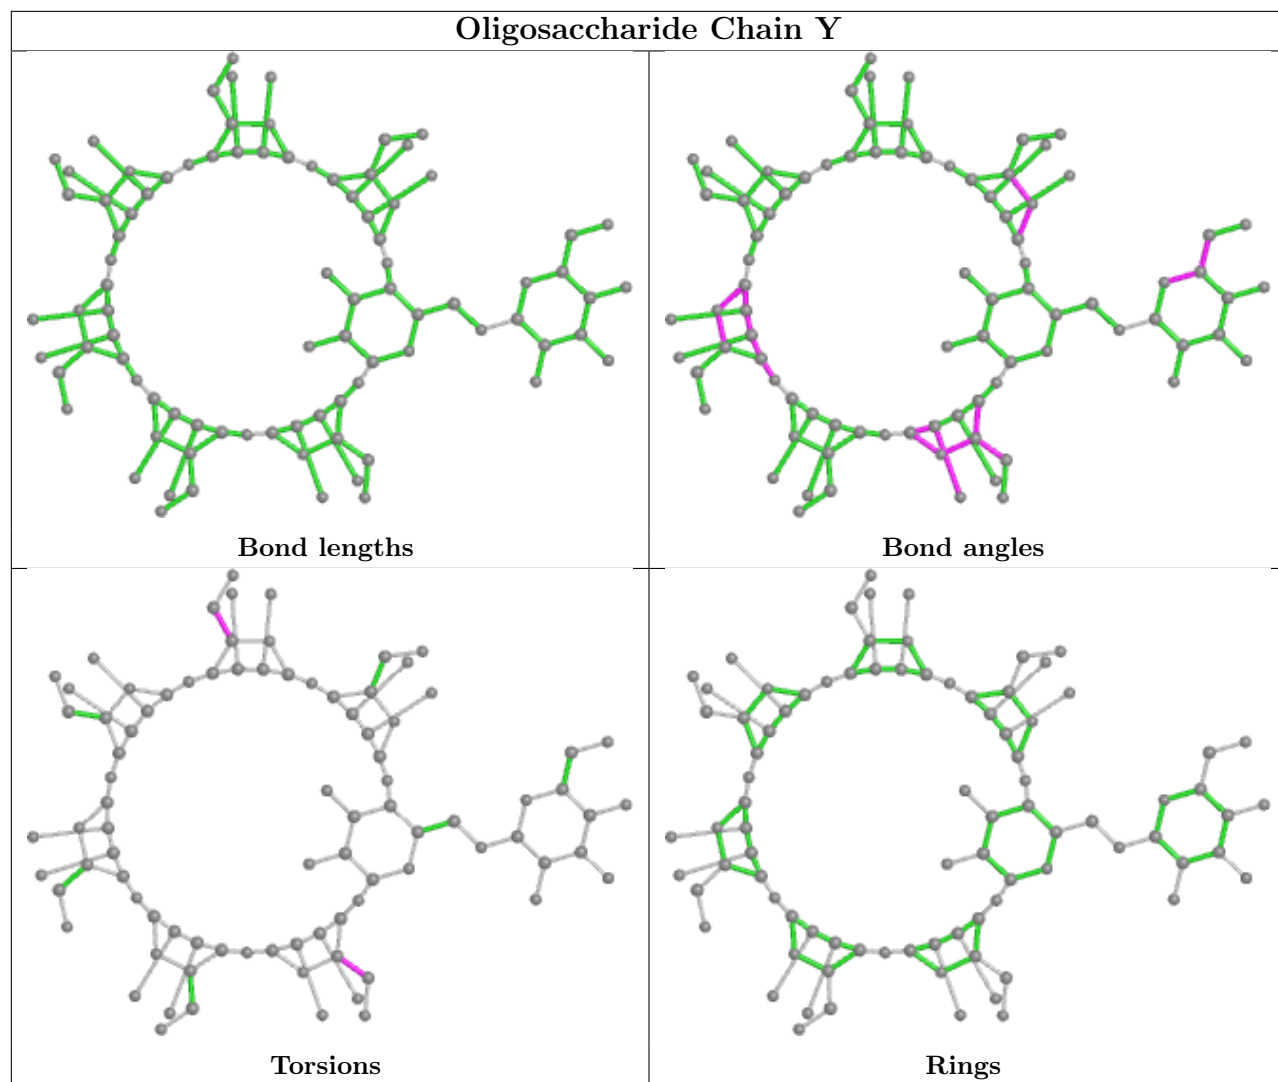 Oligosaccharide Chain Y
Bond lengths
Bond angles
Torsions
Rings